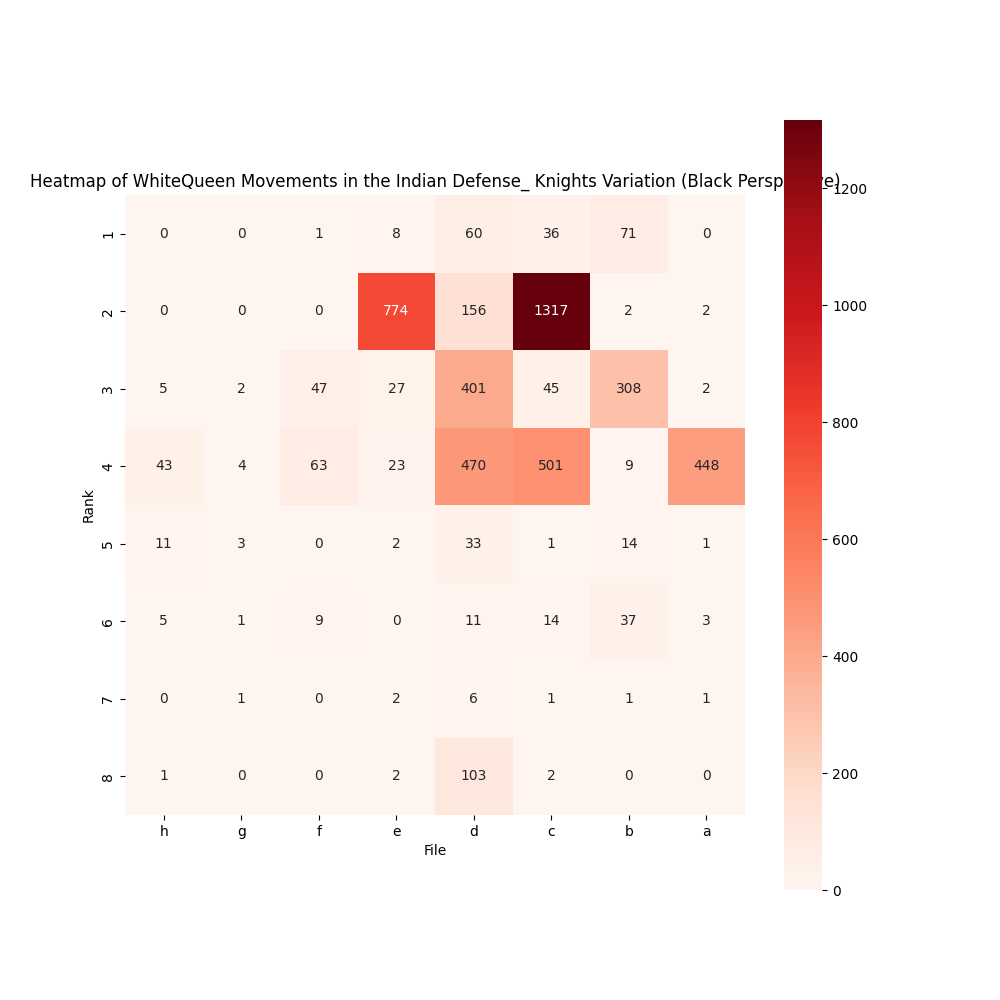 Heatmap of WhiteQueen Movements in the Indian Defense_ Knights Variation (Black Persp e)
1200
1 0 0 1 8 60 36 71 0
2 0 0 0 774 156 1317 2 2
1000
3 5 2 47 27 401 45 308 2
800
4 43 4 63 23 470 501 9 448
Rank
600
5 11 3 0 2 33 1 14 1
6 5 1 9 0 11 14 37 3
400
7 0 1 0 2 6 1 1 1
200
8 1 0 0 2 103 2 0 0
h g f e d c b a
File
0